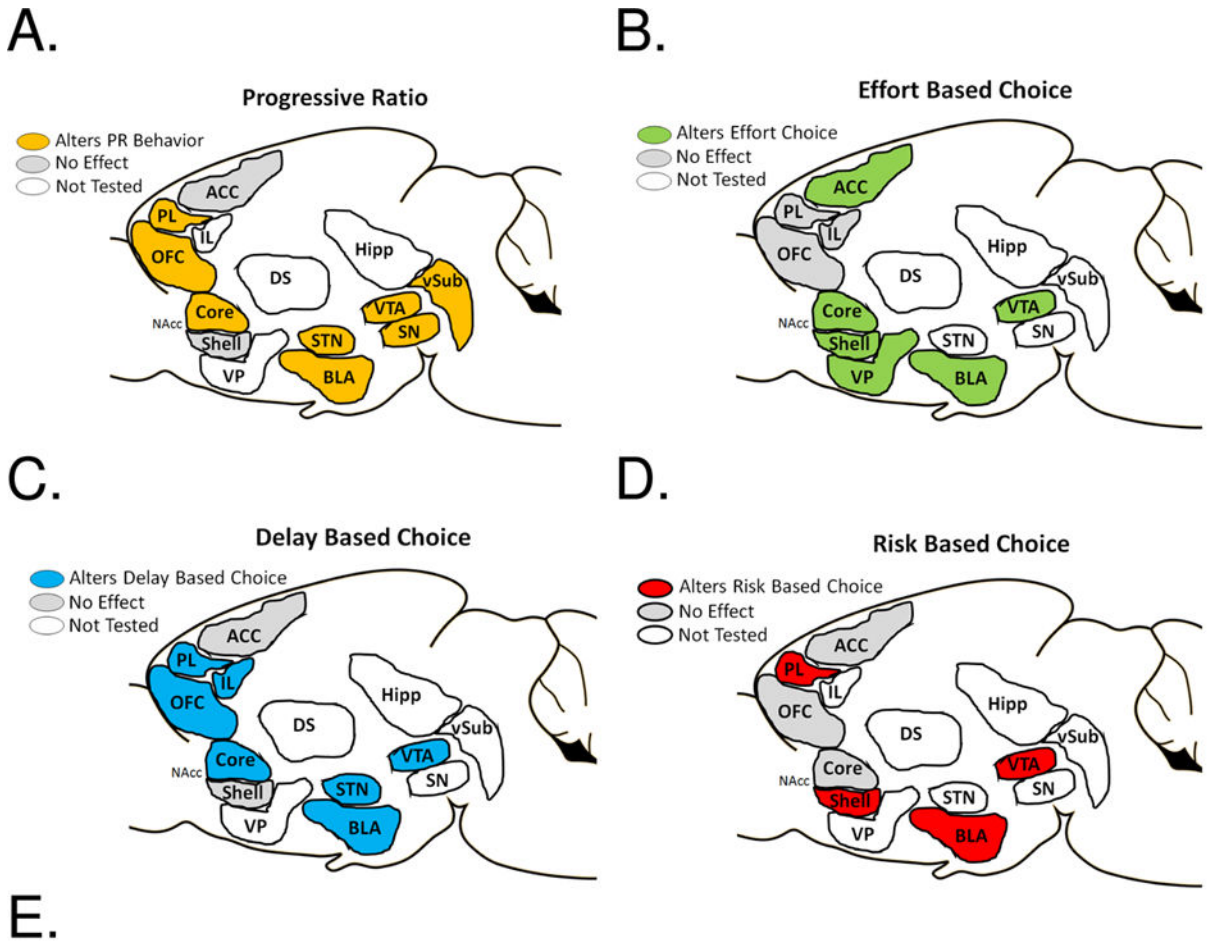 A.
Progressive Ratio
Alters PR Behavior
No Effect
Not Tested
ACC
PL
IL
OFC
Hipp
DS
vSub
Core
VTA
NAcc
SN
Shell
STN
VP
BLA
B.
Effort Based Choice
Alters Effort Choice
No Effect
Not Tested
ACC
PL
IL
OFC
Hipp
DS
vSub
Core
VTA
NAcc
SN
Shell
STN
VP
BLA
C.
Delay Based Choice
Alters Delay Based Choice
No Effect
Not Tested
ACC
PL
IL
OFC
Hipp
DS
vSub
Core
VTA
NAcc
SN
Shell
STN
VP
BLA
D.
Risk Based Choice
Alters Risk Based Choice
No Effect
Not Tested
ACC
PL
IL
OFC
Hipp
DS
vSub
Core
VTA
NAcc
SN
Shell
STN
VP
BLA
E.